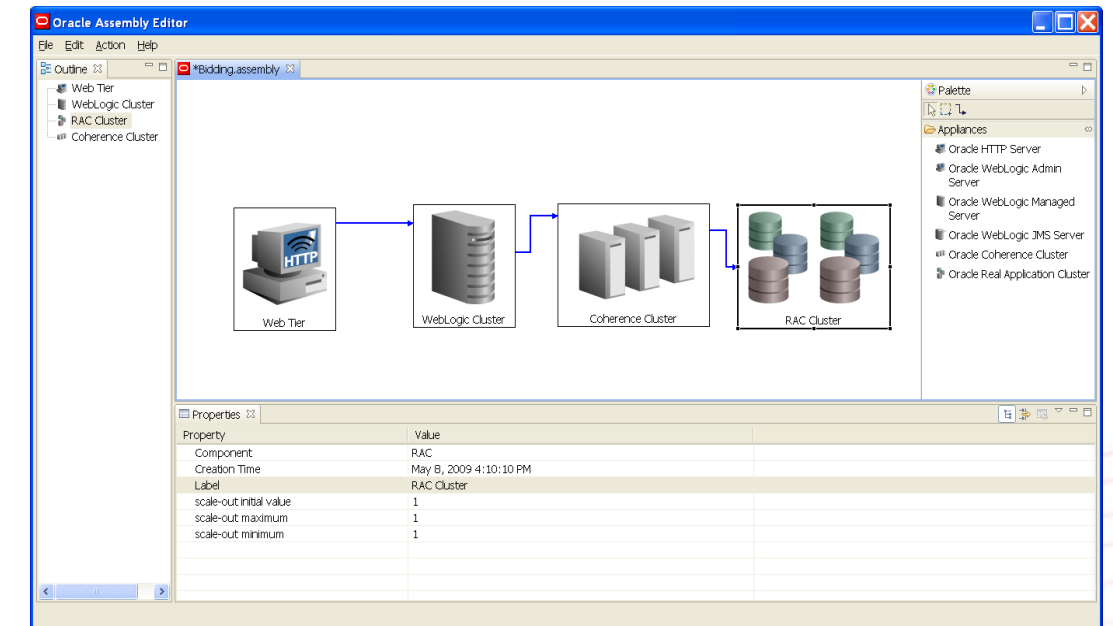 Oracle Assembly Editor
File Edit Action Help
Outline
Web Tier
WebLogic Cluster
RAC Cluster
Coherence Cluster
*Bidding.assembly
HTTP
Web Tier
WebLogic Cluster
Coherence Cluster
RAC Cluster
Palette
Appliances
Oracle HTTP Server
Oracle WebLogic Admin
Server
Oracle WebLogic Managed
Server
Oracle WebLogic JMS Server
Oracle Coherence Cluster
Oracle Real Application Cluster
Properties
Property Value
Component RAC
Creation Time May 8, 2009 4:10:10 PM
Label RAC Cluster
scale-out initial value 1
scale-out maximum 1
scale-out minimum 1